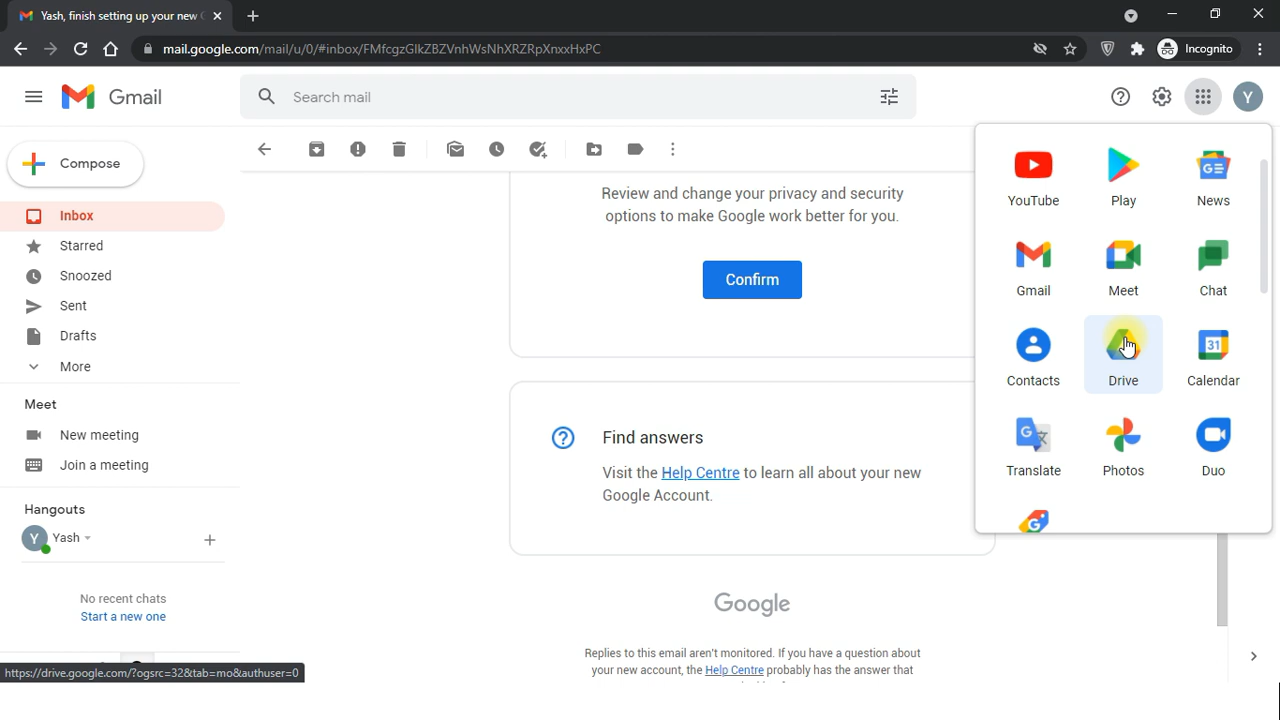 Yash, finish setting up your new
mail.google.com/mail/u/0/#inbox/FMfcgzGlkZBZVnhWsNhXRZRpXnxxHxPC
Incognito
Gmail
Search mail
Y
Compose
Inbox
Starred
Snoozed
Sent
Drafts
More
Meet
New meeting
Join a meeting
Hangouts
Y
Yash
No recent chats
Start a new one
https://drive.google.com/?ogsrc=32&tab=mo&authuser=0
Review and change your privacy and security
options to make Google work better for you.
Confirm
Find answers
Visit the Help Centre to learn all about your new
Google Account.
Google
Replies to this email aren't monitored. If you have a question about
your new account, the Help Centre probably has the answer that
YouTube
Play
News
Gmail
Meet
Chat
Contacts
Drive
31
Calendar
Translate
Photos
Duo